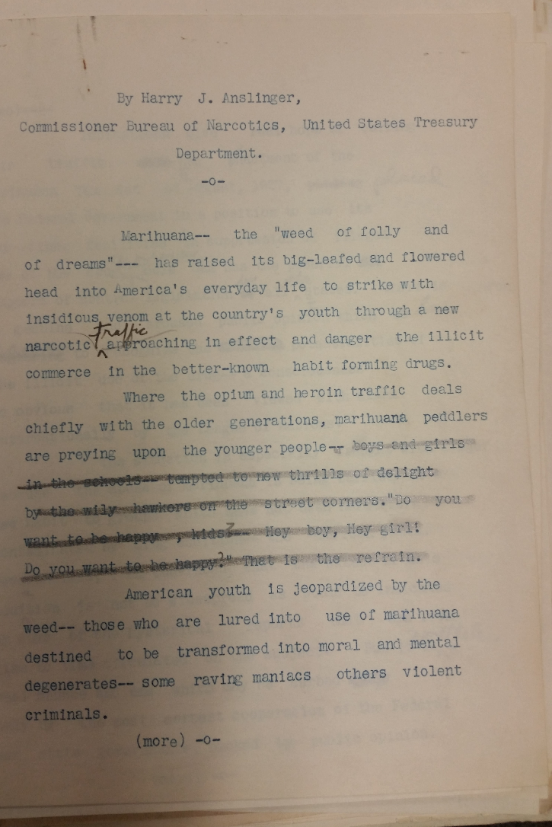 By Harry J. Anslinger,
Commissioner Bureau of Narcotics, United States Treasury
Department.
-o-
Marihuana-- the "weed of folly and
of dreams"--- has raised its big-leafed and flowered
head into America's everyday life to strike with
insidious venom at the country's youth through a new
Traffic
narcotic approaching in effect and danger the illicit
commerce in the better-known habit forming drugs.
Where the opium and heroin traffic deals
chiefly with the older generations, marihuana peddlers
are preying upon the younger people-- boys and girls
in the schools-- tempted to new thrills of delight
by the wily hawkers on the street corners."Do you
want to be happy , kids?-- Hey boy, Hey girl!
Do you want to be happy?" That is the refrain.
American youth is jeopardized by the
weed-- those who are lured into use of marihuana
destined to be transformed into moral and mental
degenerates-- some raving maniacs others violent
criminals.
(more) -o-